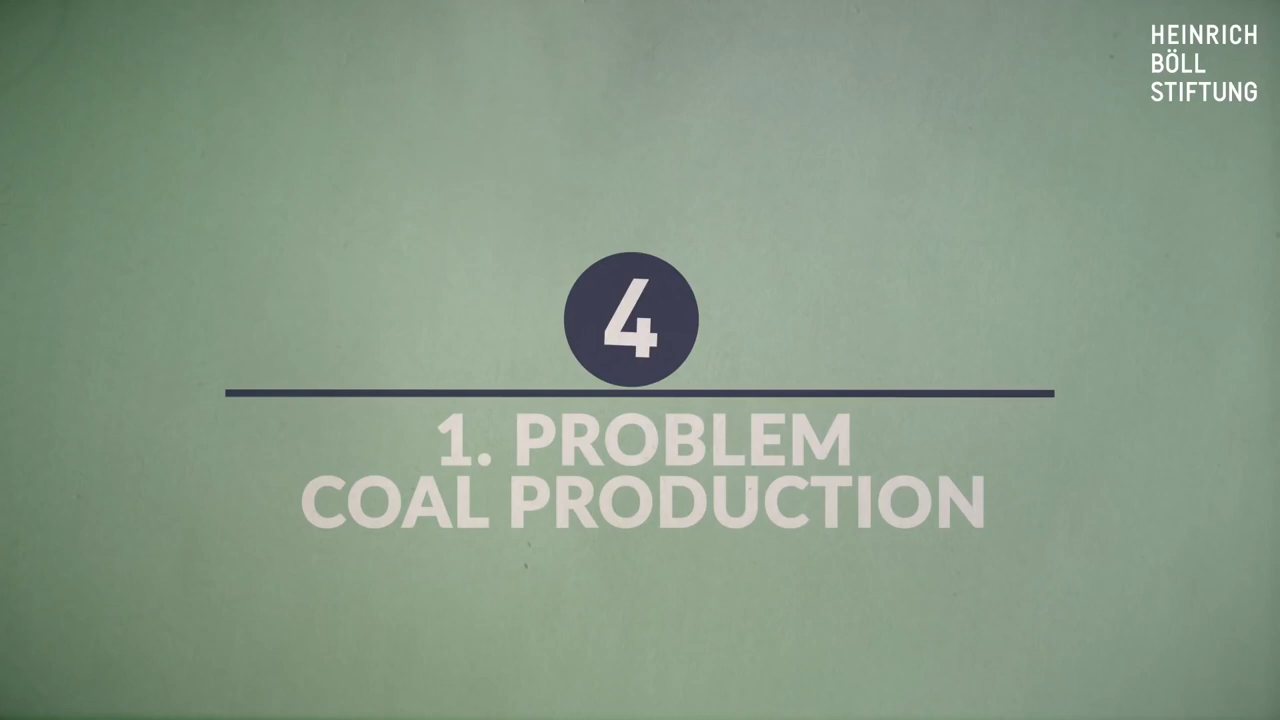 HEINRICH
BÖLL
STIFTUNG
4
1. PROBLEM
COAL PRODUCTION